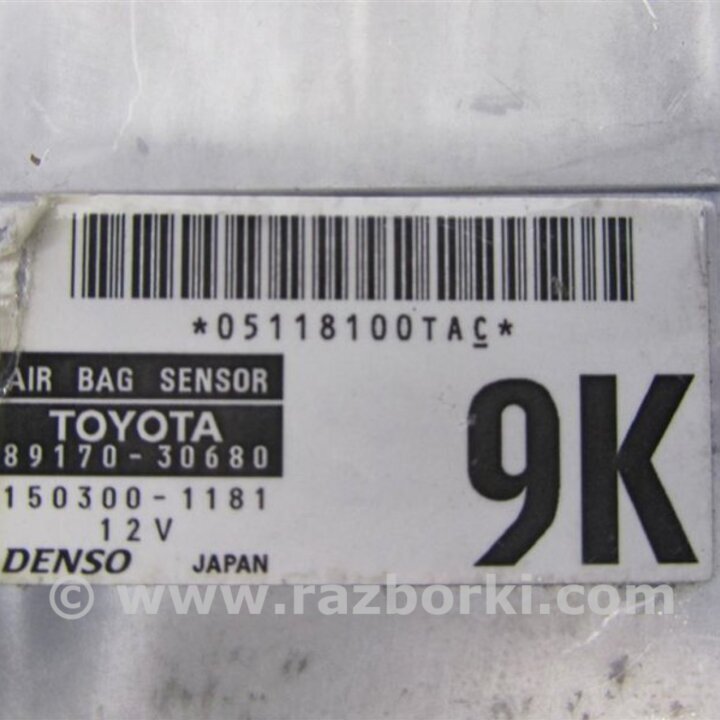 *05118100TAC*
AIR BAG SENSOR
TOYOTA
89170-30680
150300-1181
12V
DENSO JAPAN
9K
© www.razborki.com